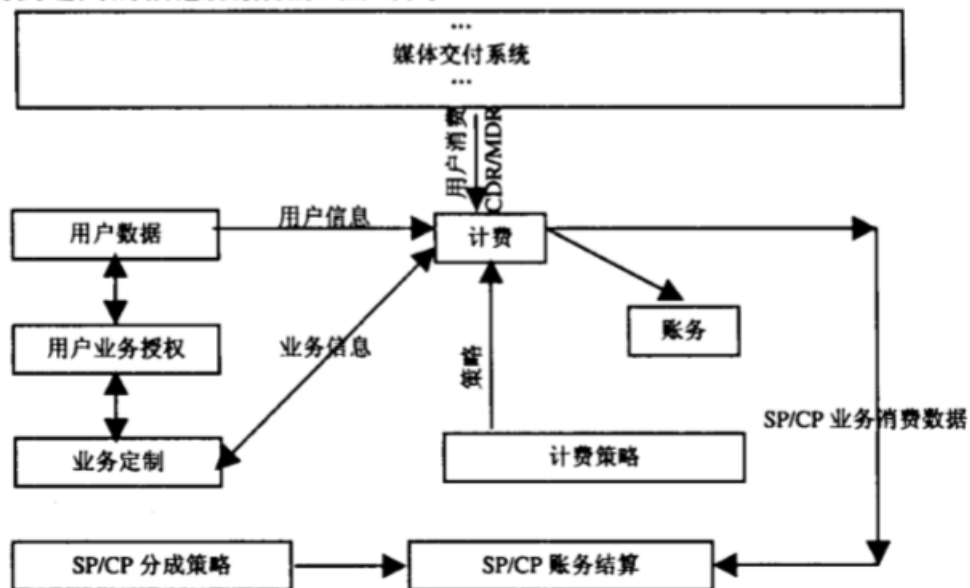 ...
媒体交付系统
...
用户消费
CDR/MDR
用户数据
用户信息
计费
账务
用户业务授权
业务信息
策略
SP/CP 业务消费数据
业务定制
计费策略
SP/CP 分成策略
SP/CP 账务结算